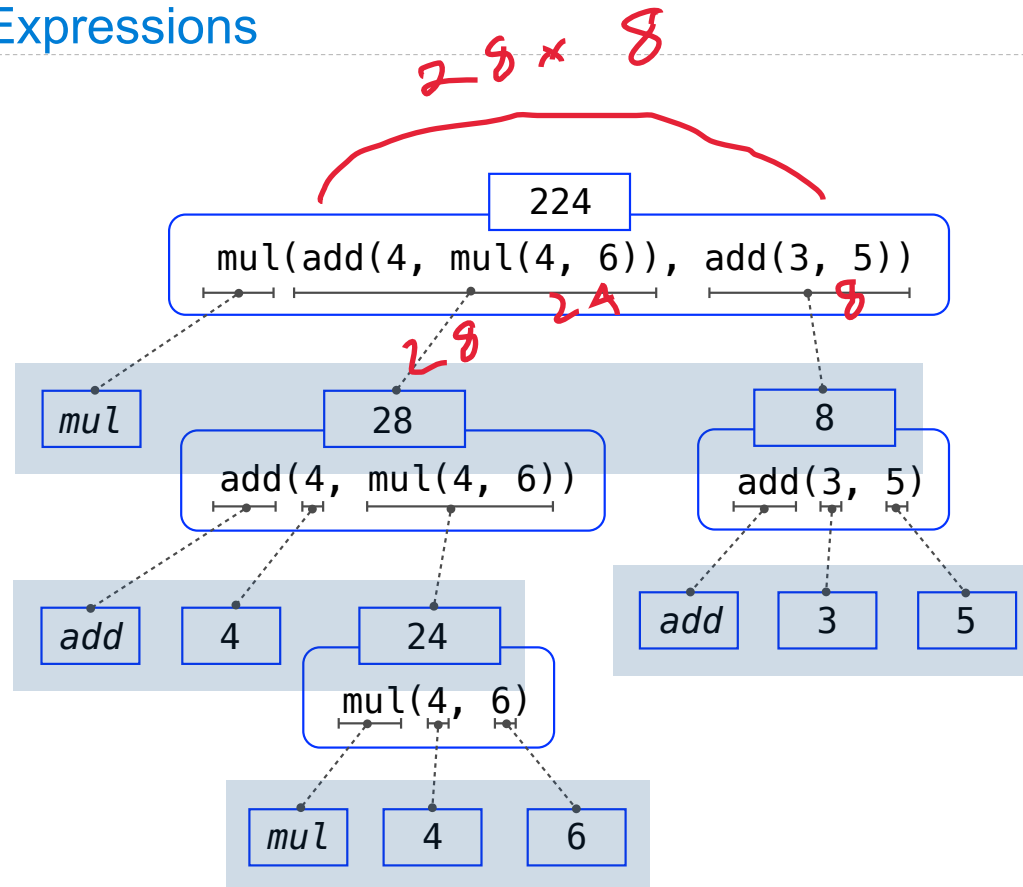 Expressions
28 × 8
224
mul(add(4, mul(4, 6)), add(3, 5))
24 8
28
mul 28 8
add(4, mul(4, 6)) add(3, 5)
add 4 24 add 3 5
mul(4, 6)
mul 4 6